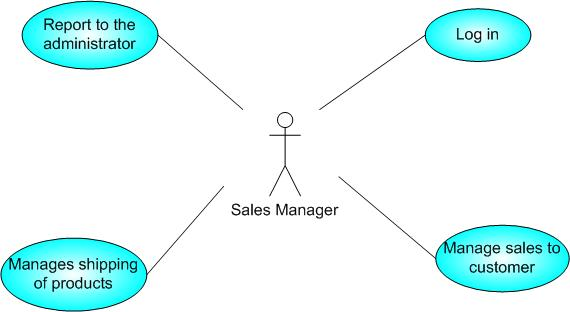 Report to the
administrator
Log in
Sales Manager
Manages shipping
of products
Manage sales to
customer